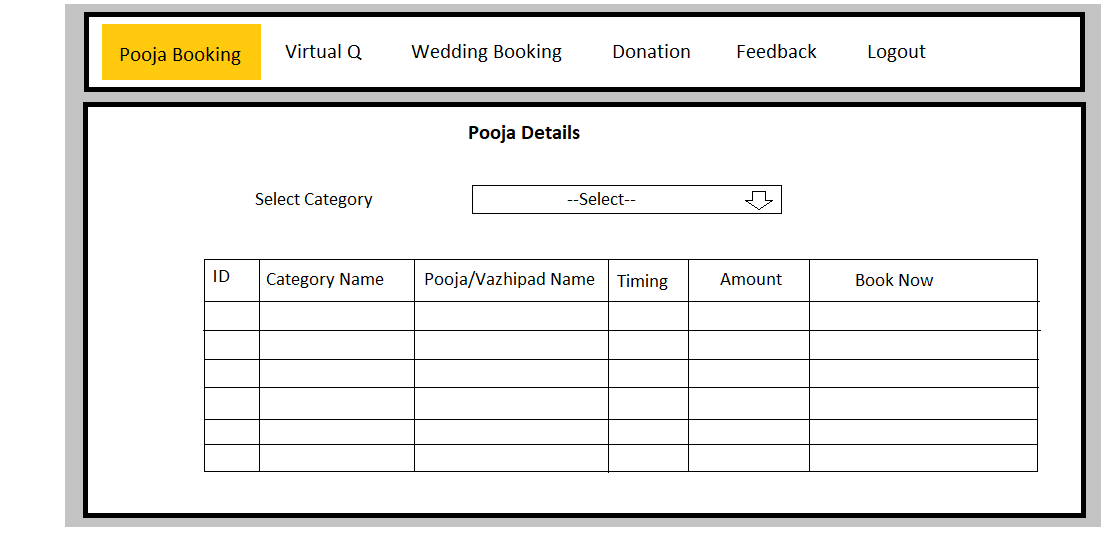 Pooja Booking Virtual Q Wedding Booking Donation Feedback Logout
Pooja Details
Select Category --Select--
ID Category Name Pooja/Vazhipad Name Timing Amount Book Now